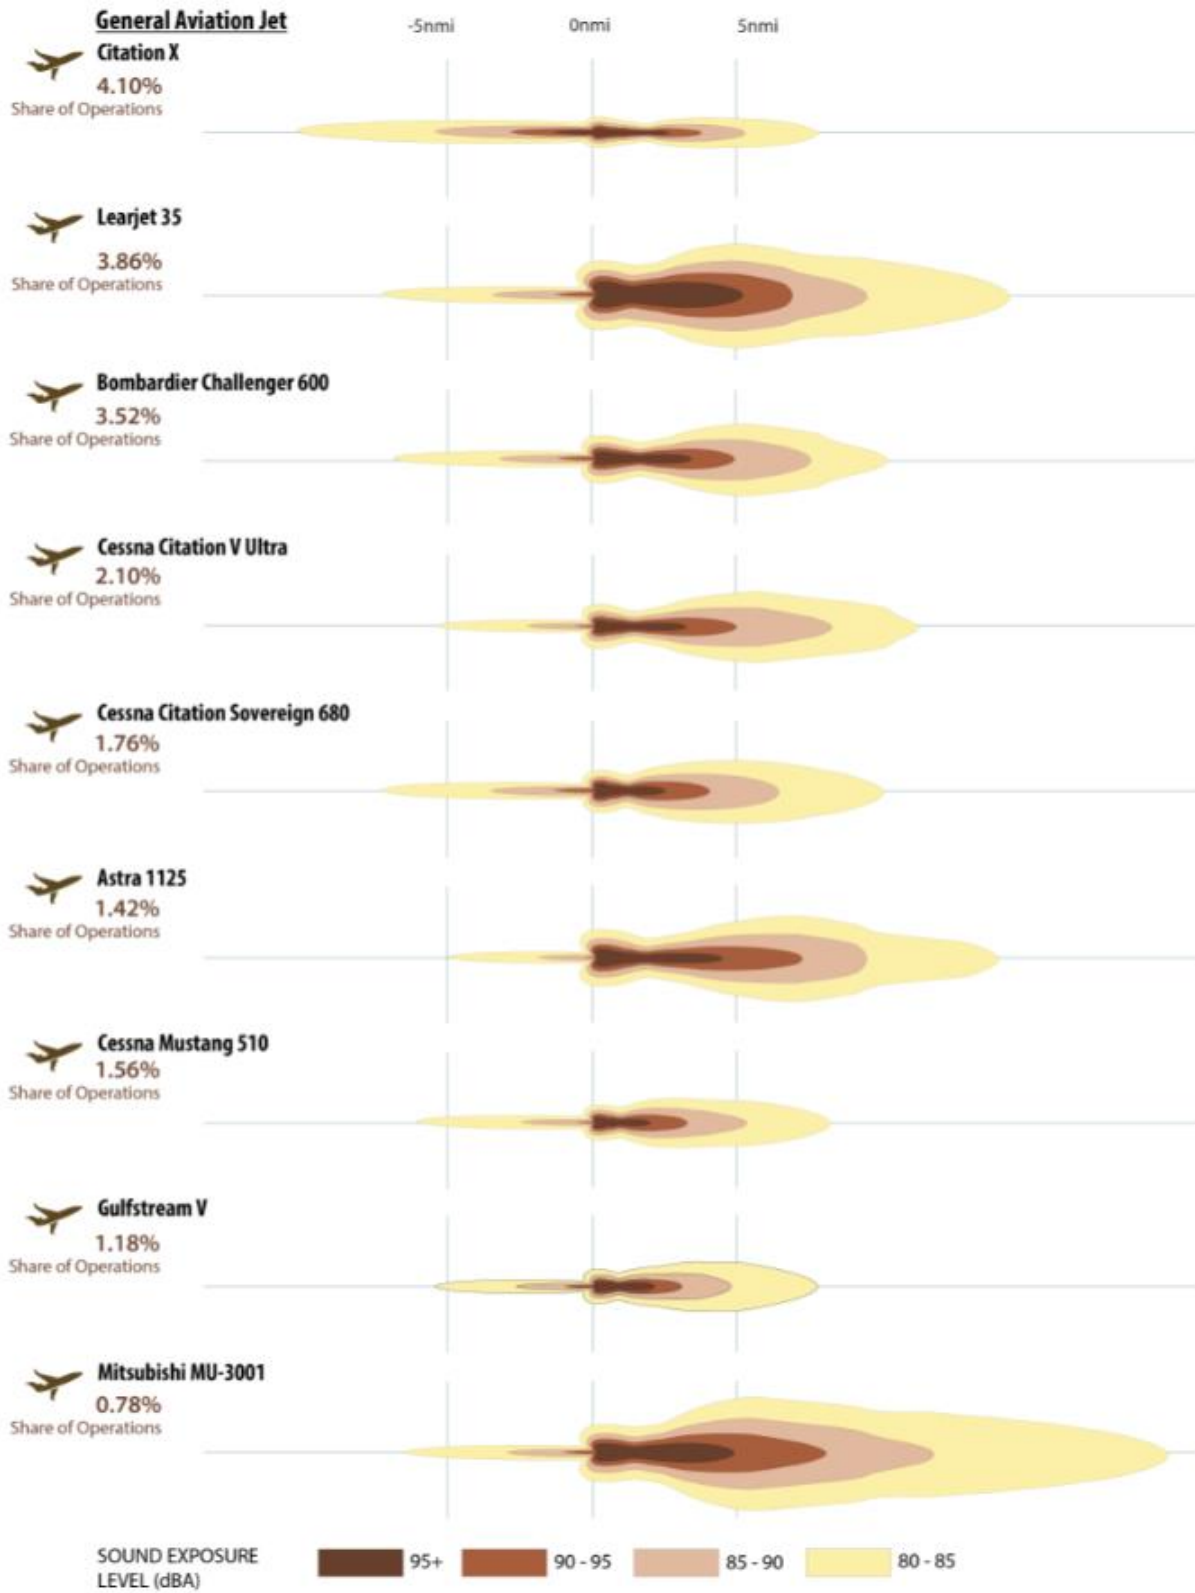 General Aviation Jet
-5nmi 0nmi 5nmi
Citation X
4.10%
Share of Operations
Learjet 35
3.86%
Share of Operations
Bombardier Challenger 600
3.52%
Share of Operations
Cessna Citation V Ultra
2.10%
Share of Operations
Cessna Citation Sovereign 680
1.76%
Share of Operations
Astra 1125
1.42%
Share of Operations
Cessna Mustang 510
1.56%
Share of Operations
Gulfstream V
1.18%
Share of Operations
Mitsubishi MU-3001
0.78%
Share of Operations
SOUND EXPOSURE
LEVEL (dBA)
95+ 90 - 95 85 - 90 80 - 85